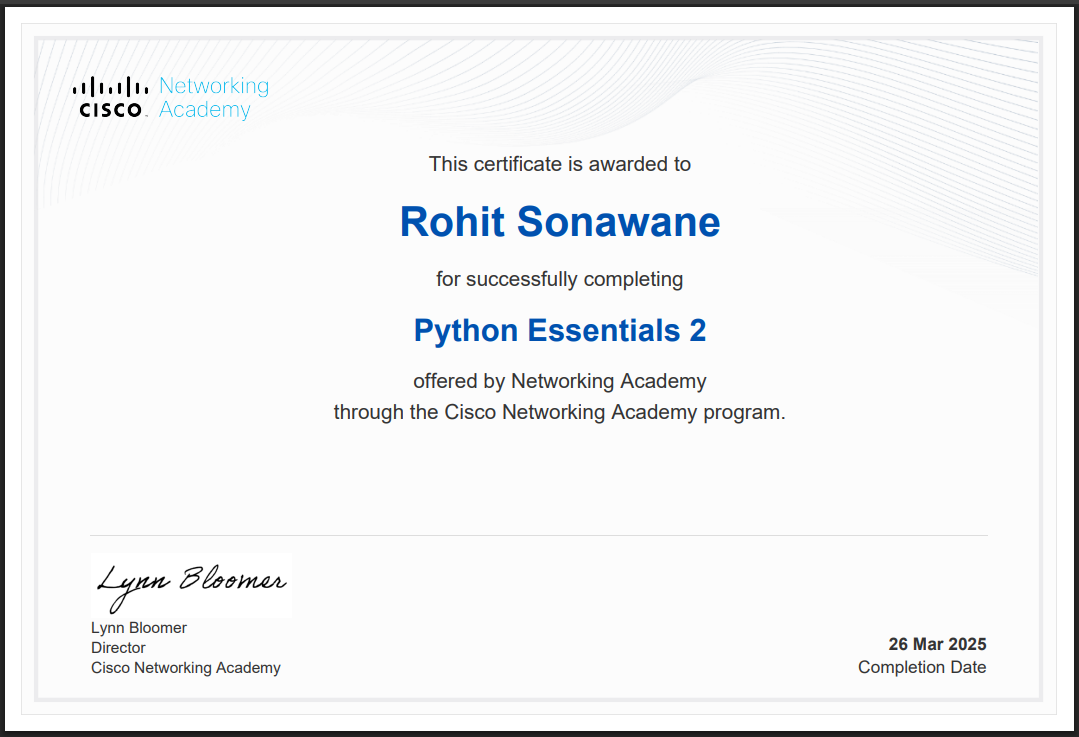 Networking
CISCO Academy
This certificate is awarded to
Rohit Sonawane
for successfully completing
Python Essentials 2
offered by Networking Academy
through the Cisco Networking Academy program.
Lynn Bloomer
Lynn Bloomer
Director
Cisco Networking Academy
26 Mar 2025
Completion Date